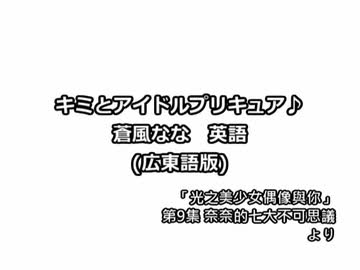 キミとアイドルプリキュア♪
蒼風なな　英語
(広東語版)
「光之美少女偶像與你」
第9集 奈奈的七大不可思議
より